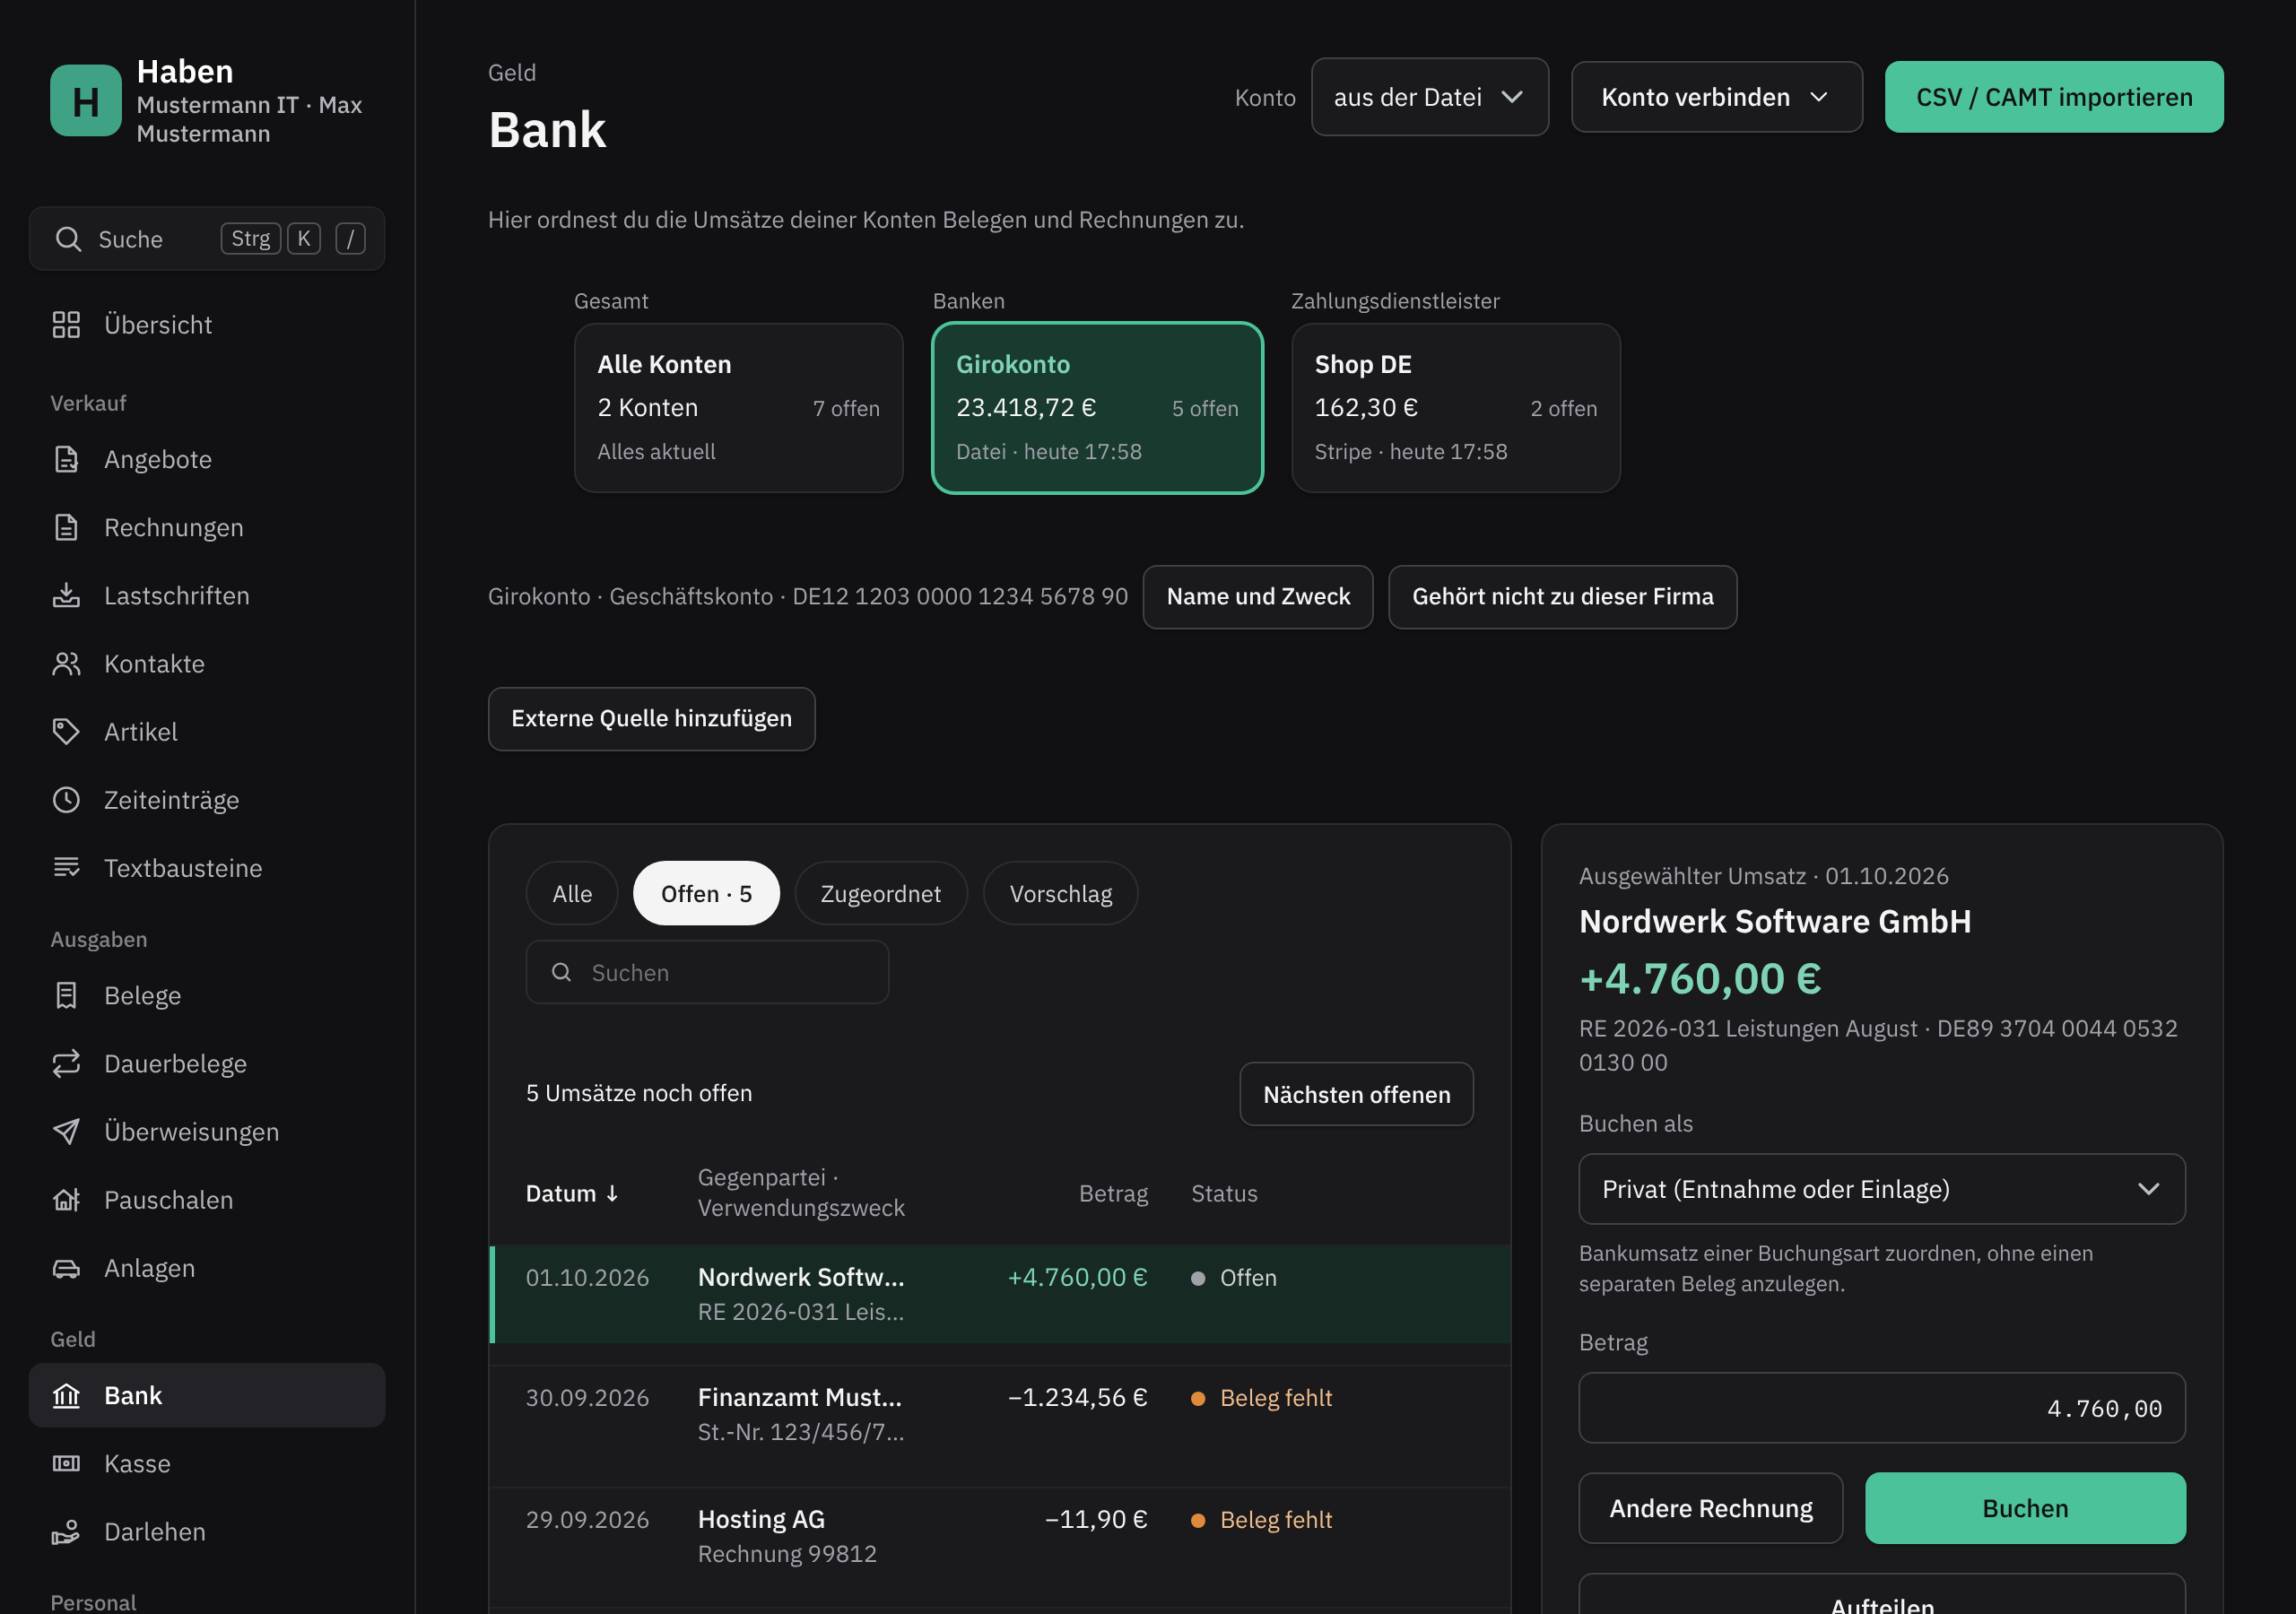 H
Haben
Mustermann IT · Max
Mustermann
Suche
Strg K /
Übersicht
Verkauf
Angebote
Rechnungen
Lastschriften
Kontakte
Artikel
Zeiteinträge
Textbausteine
Ausgaben
Belege
Dauerbelege
Überweisungen
Pauschalen
Anlagen
Geld
Bank
Kasse
Darlehen
Personal
Geld
Bank
Konto
aus der Datei
Konto verbinden
CSV / CAMT importieren
Hier ordnest du die Umsätze deiner Konten Belegen und Rechnungen zu.
Gesamt
Alle Konten
2 Konten 7 offen
Alles aktuell
Banken
Girokonto
23.418,72 € 5 offen
Datei · heute 17:58
Zahlungsdienstleister
Shop DE
162,30 € 2 offen
Stripe · heute 17:58
Girokonto · Geschäftskonto · DE12 1203 0000 1234 5678 90
Name und Zweck
Gehört nicht zu dieser Firma
Externe Quelle hinzufügen
Alle
Offen · 5
Zugeordnet
Vorschlag
Suchen
5 Umsätze noch offen
Nächsten offenen
Datum ↓
Gegenpartei ·
Verwendungszweck
Betrag
Status
01.10.2026 Nordwerk Softw... +4.760,00 € Offen
RE 2026-031 Leis...
30.09.2026 Finanzamt Must... −1.234,56 € Beleg fehlt
St.-Nr. 123/456/7...
29.09.2026 Hosting AG −11,90 € Beleg fehlt
Rechnung 99812
Ausgewählter Umsatz · 01.10.2026
Nordwerk Software GmbH
+4.760,00 €
RE 2026-031 Leistungen August · DE89 3704 0044 0532
0130 00
Buchen als
Privat (Entnahme oder Einlage)
Bankumsatz einer Buchungsart zuordnen, ohne einen
separaten Beleg anzulegen.
Betrag
4.760,00
Andere Rechnung
Buchen
Aufteilen